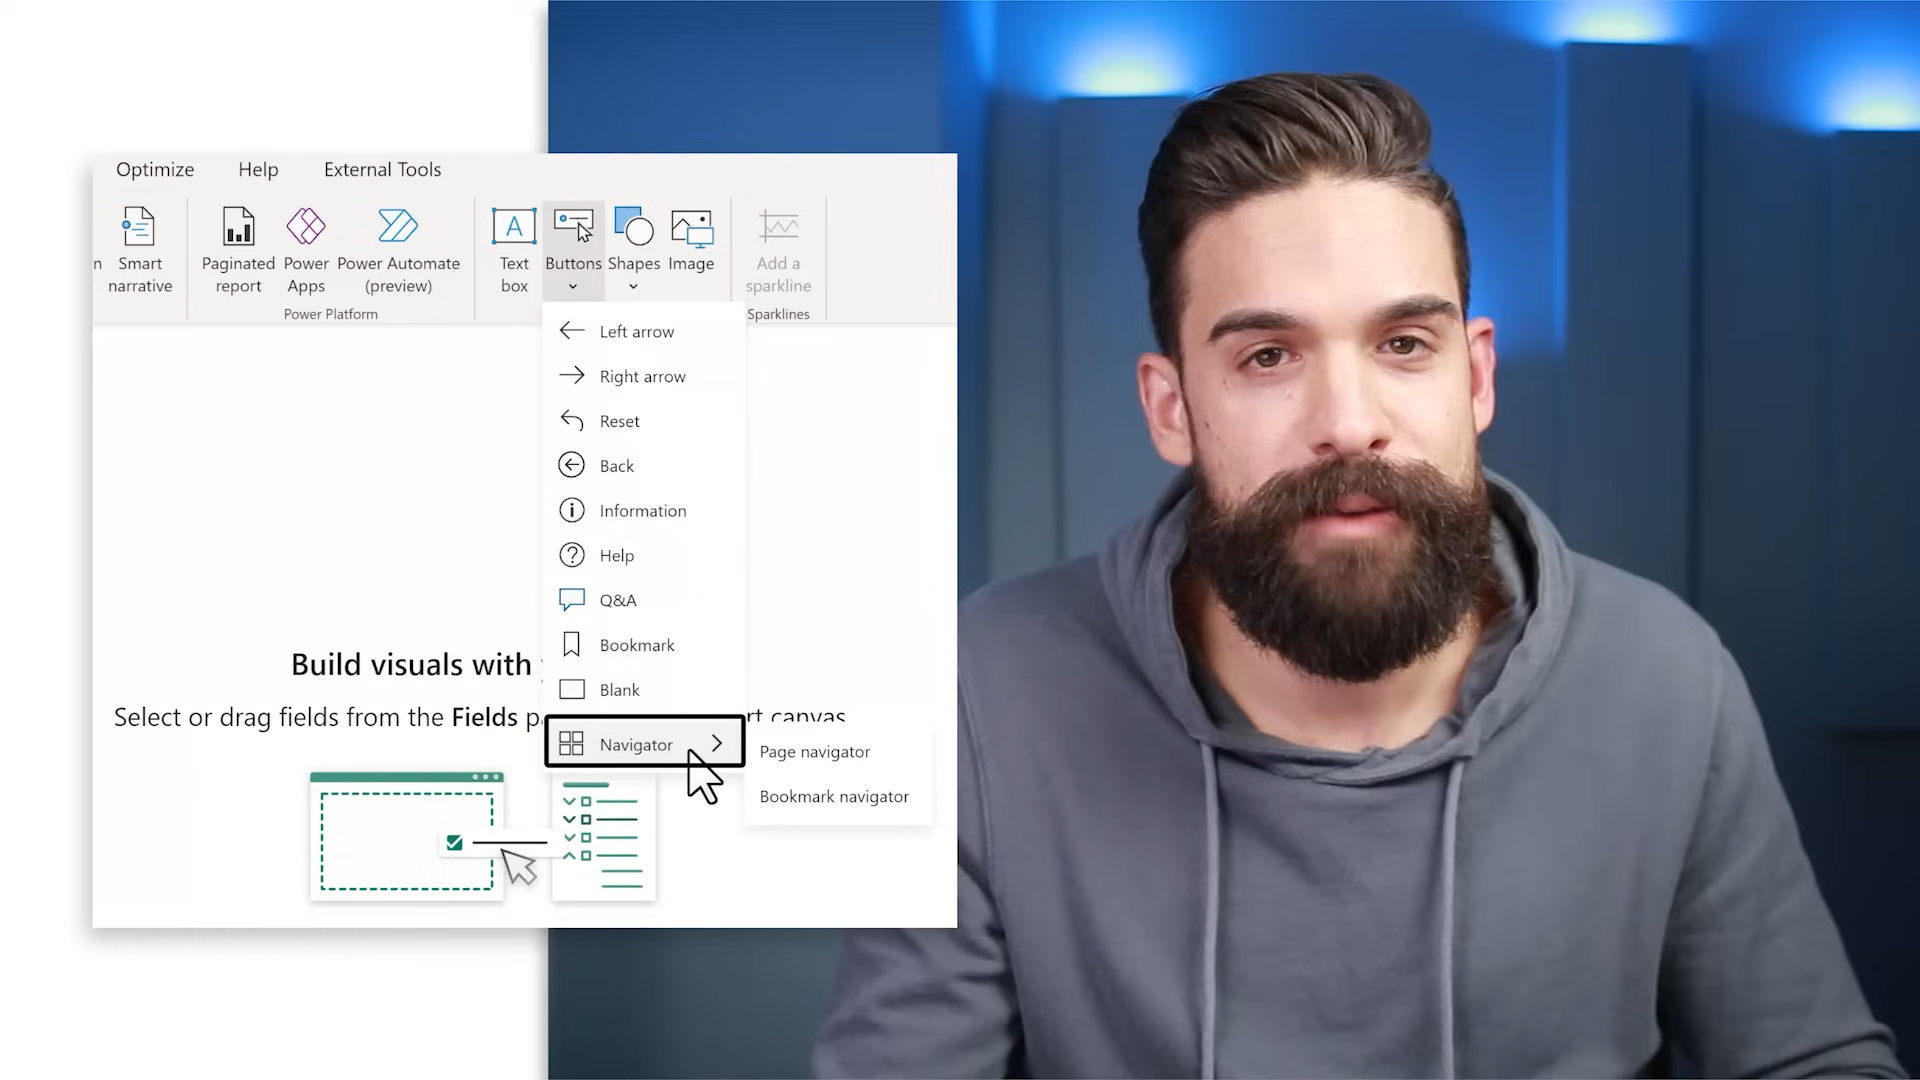 Optimize Help External Tools
n Smart narrative
Paginated report
Power Apps
Power Automate (preview)
Text box
Buttons
Shapes
Image
Add a sparkline
Power Platform
Sparklines
Left arrow
Right arrow
Reset
Back
Information
Help
Q&A
Bookmark
Blank
Build visuals with
Select or drag fields from the Fields
rt canvas
Navigator
Page navigator
Bookmark navigator